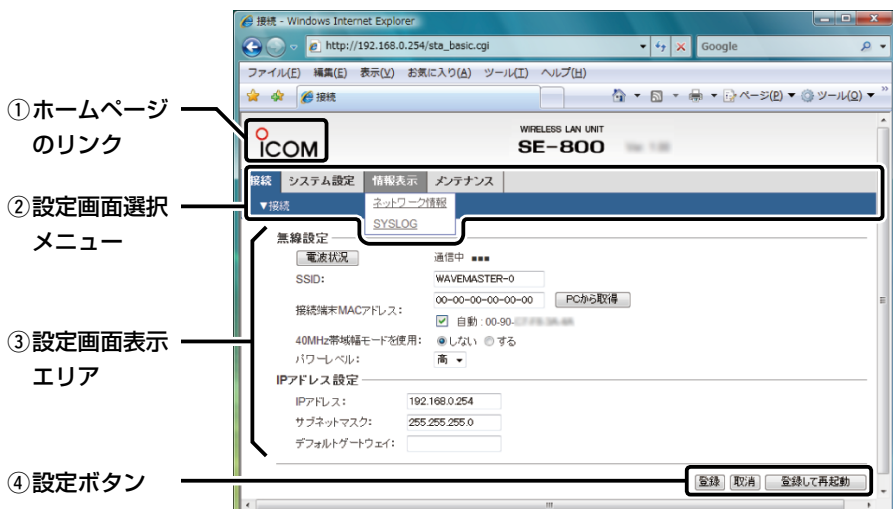 接続 - Windows Internet Explorer
http://192.168.0.254/sta_basic.cgi
Google
ファイル(F) 編集(E) 表示(V) お気に入り(A) ツール(T) ヘルプ(H)
接続
ページ(P) ツール(O)
①ホームページ
のリンク
ICOM
WIRELESS LAN UNIT
SE-800
②設定画面選択
メニュー
接続 システム設定 情報表示 メンテナンス
▼接続
ネットワーク情報
SYSLOG
③設定画面表示
エリア
無線設定
電波状況 通信中
SSID: WAVEMASTER-0
接続端末MACアドレス: 00-00-00-00-00-00 PCから取得
自動 : 00-90-
40MHz帯域幅モードを使用: しない する
パワーレベル: 高
IPアドレス設定
IPアドレス: 192.168.0.254
サブネットマスク: 255.255.255.0
デフォルトゲートウェイ:
④設定ボタン
登録 取消 登録して再起動